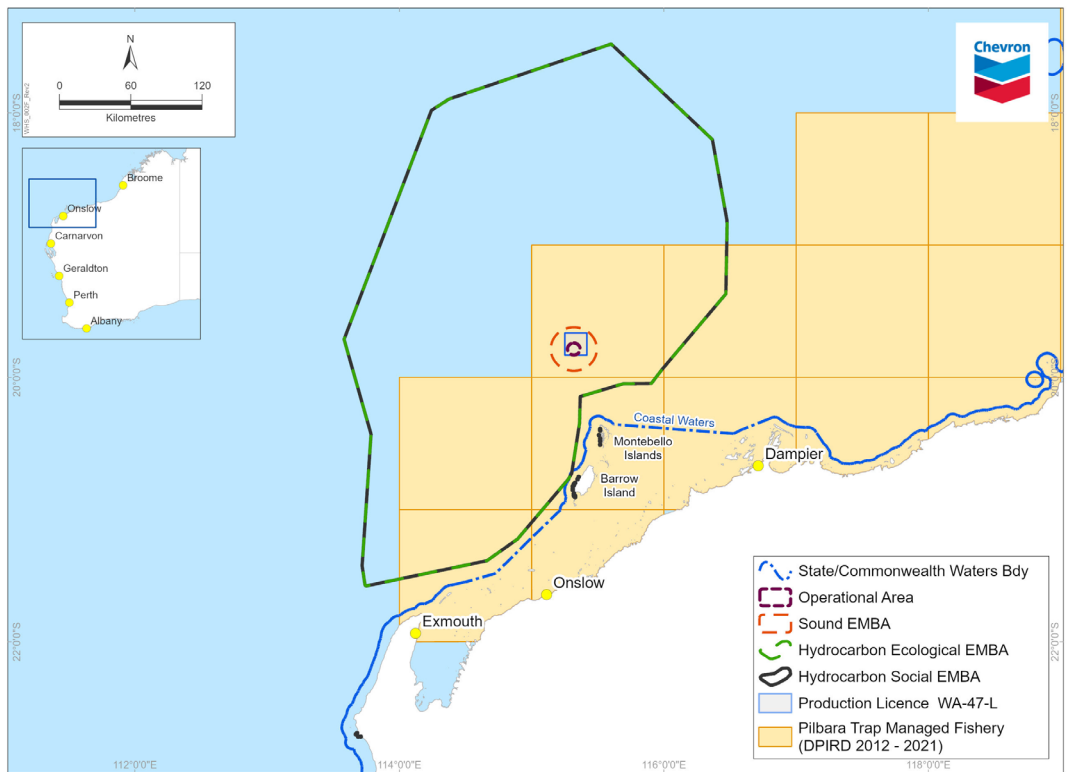 N
0 60 120
Kilometres
WHS_902F_Rev2
Chevron
18°0'0"S
18°0'0"S
Broome
Onslow
Carnarvon
Geraldton
Perth
Albany
20°0'0"S
20°0'0"S
Coastal Waters
Montebello
Islands
Dampier
Barrow
Island
Onslow
Exmouth
22°0'0"S
22°0'0"S
State/Commonwealth Waters Bdy
Operational Area
Sound EMBA
Hydrocarbon Ecological EMBA
Hydrocarbon Social EMBA
Production Licence WA-47-L
Pilbara Trap Managed Fishery
(DPIRD 2012 - 2021)
112°0'0"E 114°0'0"E 116°0'0"E 118°0'0"E